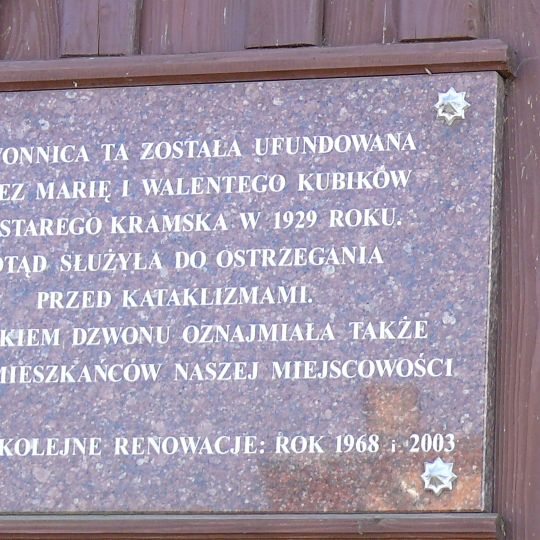 WONNICA TA ZOSTAŁA UFUNDOWANA
EZ MARIĘ I WALENTEGO KUBIKÓW
STAREGO KRAMSKA W 1929 ROKU.
OTĄD SŁUŻYŁA DO OSTRZEGANIA
PRZED KATAKLIZMAMI.
KIEM DZWONU OZNAJMIAŁA TAKŻE
MIESZKAŃCÓW NASZEJ MIEJSCOWOŚCI
KOLEJNE RENOWACJE: ROK 1968 i 2003